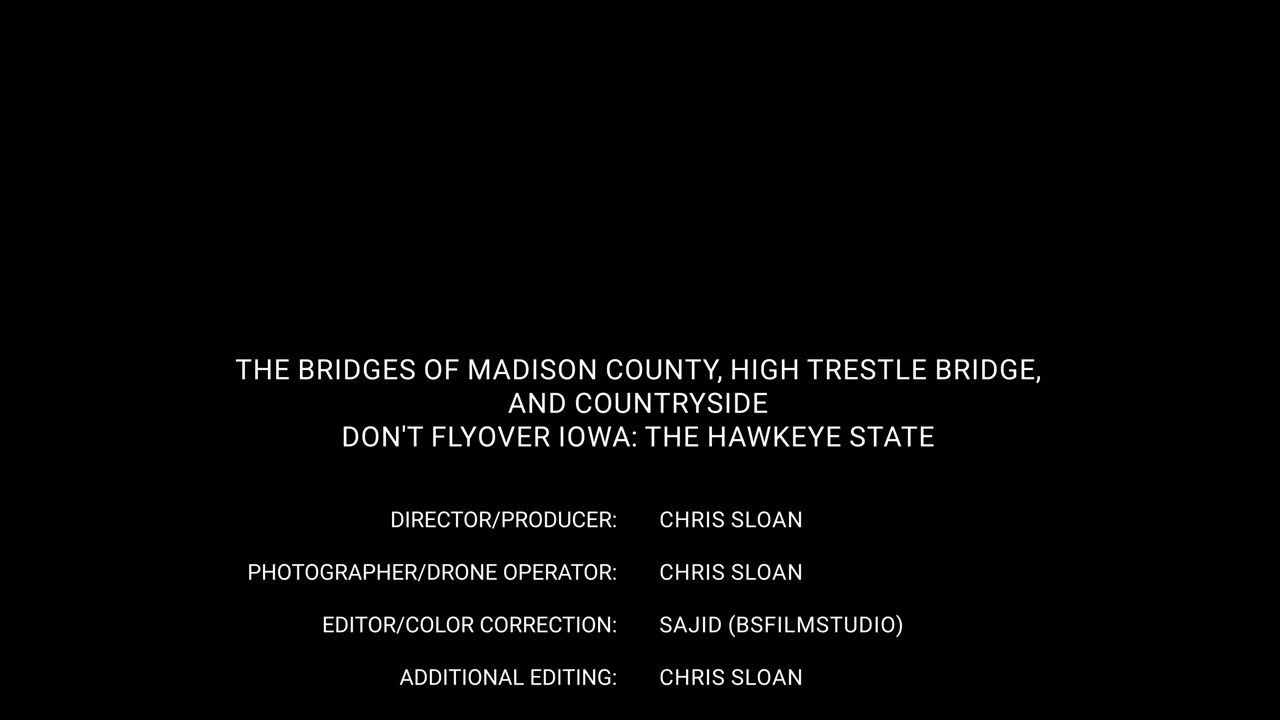 THE BRIDGES OF MADISON COUNTY, HIGH TRESTLE BRIDGE,
AND COUNTRYSIDE
DON'T FLYOVER IOWA: THE HAWKEYE STATE
DIRECTOR/PRODUCER: CHRIS SLOAN
PHOTOGRAPHER/DRONE OPERATOR: CHRIS SLOAN
EDITOR/COLOR CORRECTION: SAJID (BSFILMSTUDIO)
ADDITIONAL EDITING: CHRIS SLOAN